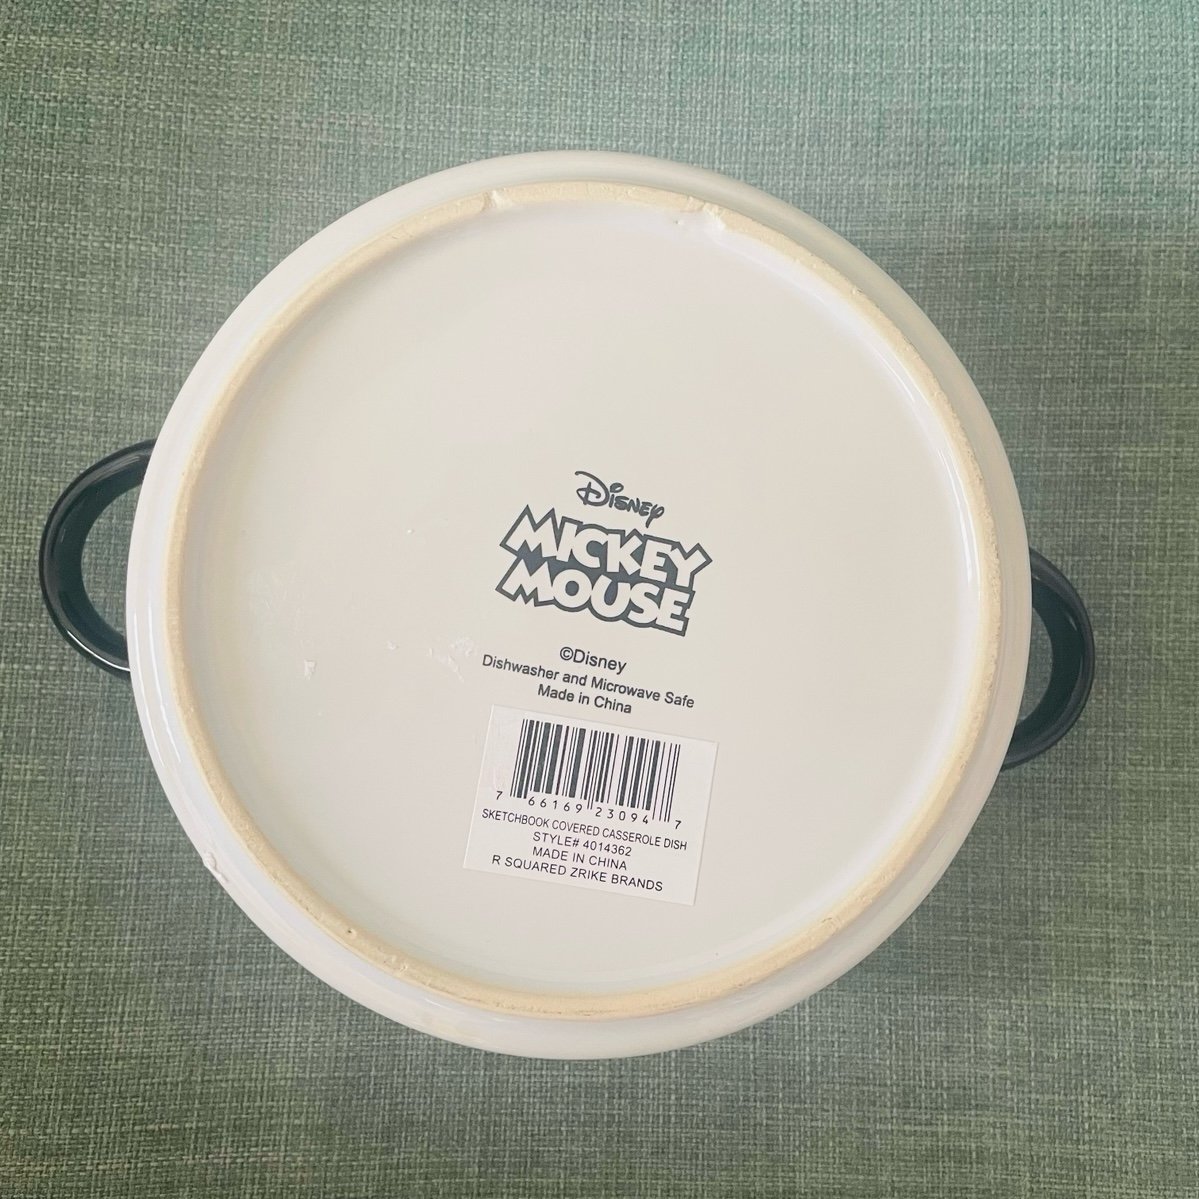 Disney
MICKEY
MOUSE
©Disney
Dishwasher and Microwave Safe
Made in China
7 66169 23094 7
SKETCHBOOK COVERED CASSEROLE DISH
STYLE# 4014362
MADE IN CHINA
R SQUARED ZRIKE BRANDS